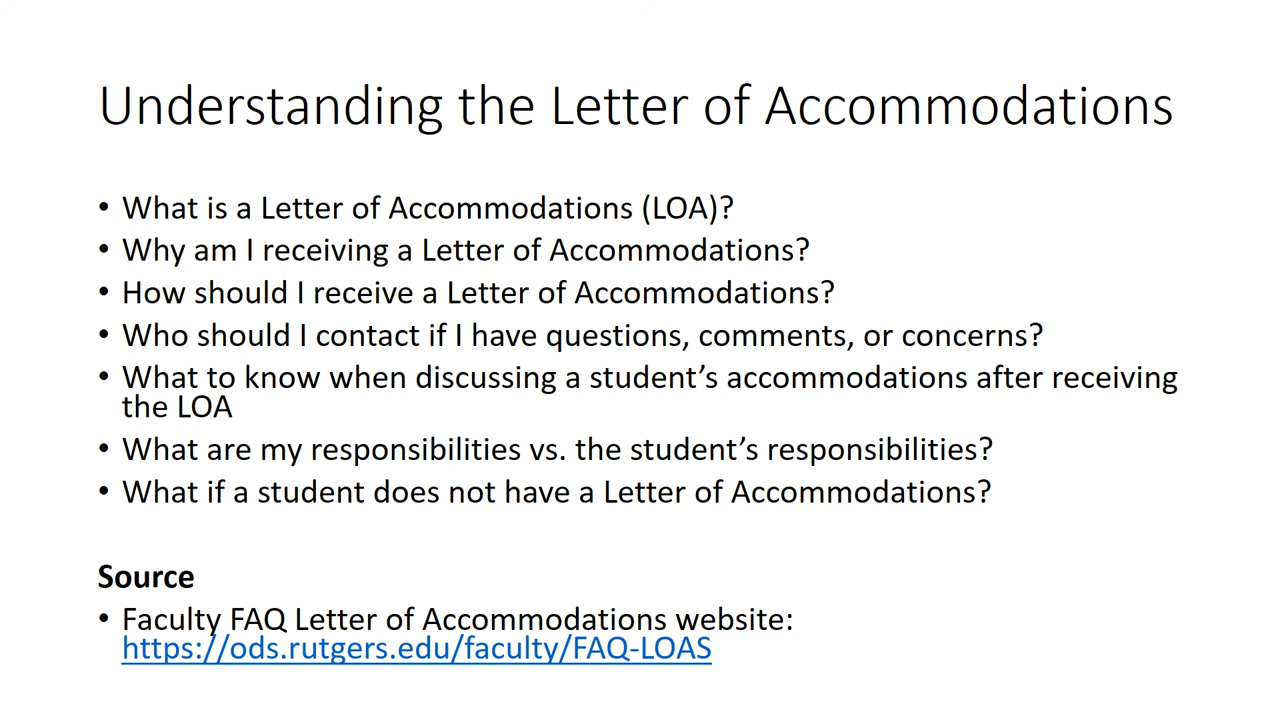 Understanding the Letter of Accommodations
• What is a Letter of Accommodations (LOA)?
• Why am I receiving a Letter of Accommodations?
• How should I receive a Letter of Accommodations?
• Who should I contact if I have questions, comments, or concerns?
• What to know when discussing a student’s accommodations after receiving
the LOA
• What are my responsibilities vs. the student’s responsibilities?
• What if a student does not have a Letter of Accommodations?
Source
• Faculty FAQ Letter of Accommodations website:
https://ods.rutgers.edu/faculty/FAQ-LOAS